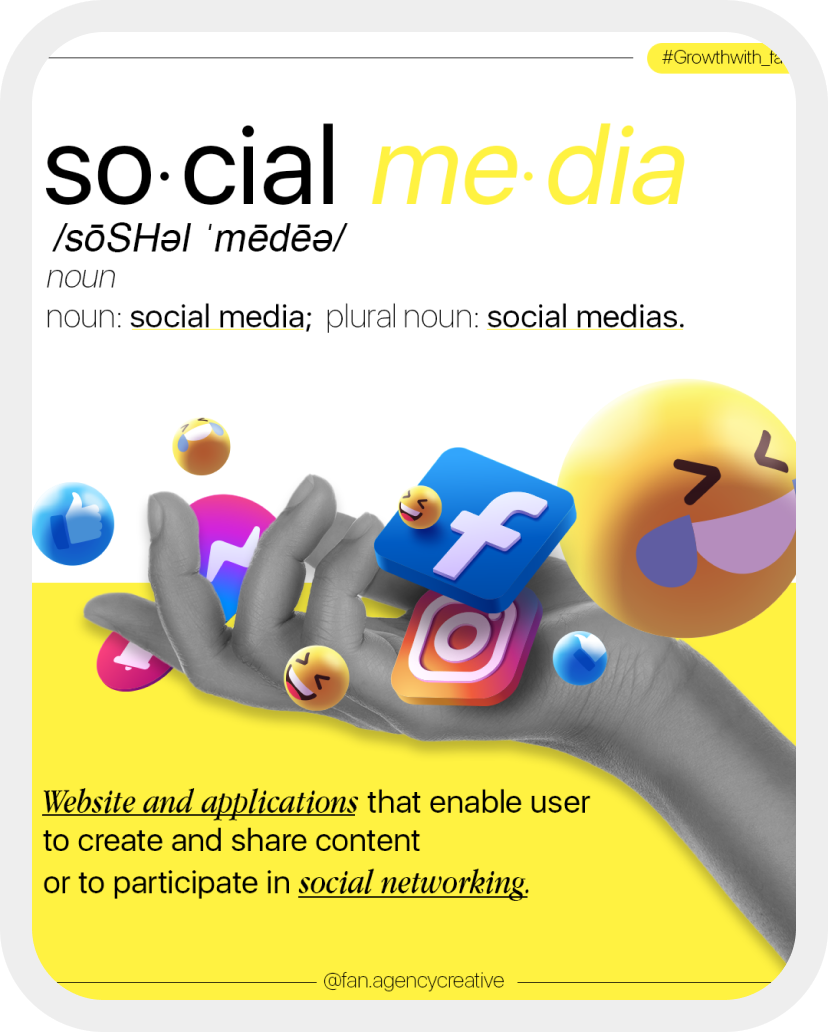 #Growthwith_fa
so·cial me·dia
/sōSHəl ˈmēdēə/
noun
noun: social media; plural noun: social medias.
Website and applications that enable user
to create and share content
or to participate in social networking.
@fan.agencycreative